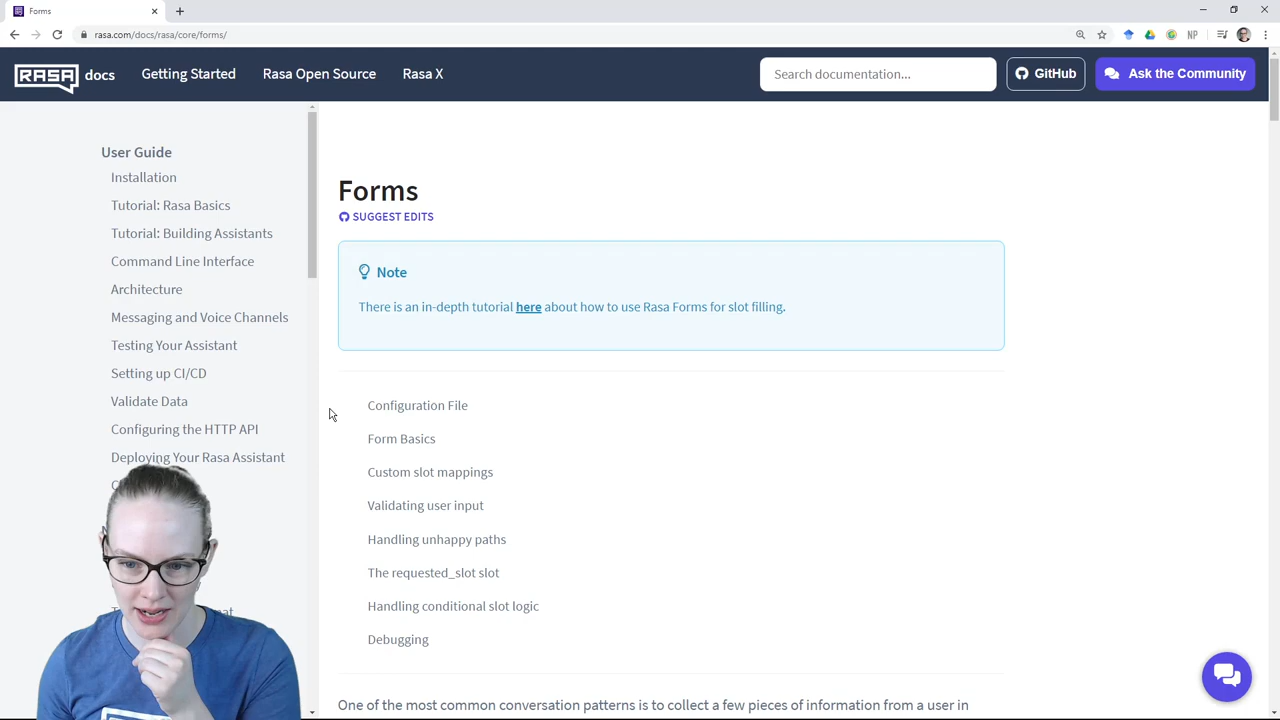 Forms
rasa.com/docs/rasa/core/forms/
NP
RASA docs
Getting Started
Rasa Open Source
Rasa X
Search documentation...
GitHub
Ask the Community
User Guide
Installation
Tutorial: Rasa Basics
Tutorial: Building Assistants
Command Line Interface
Architecture
Messaging and Voice Channels
Testing Your Assistant
Setting up CI/CD
Validate Data
Configuring the HTTP API
Deploying Your Rasa Assistant
Forms
SUGGEST EDITS
Note
There is an in-depth tutorial here about how to use Rasa Forms for slot filling.
Configuration File
Form Basics
Custom slot mappings
Validating user input
Handling unhappy paths
The requested_slot slot
Handling conditional slot logic
Debugging
One of the most common conversation patterns is to collect a few pieces of information from a user in